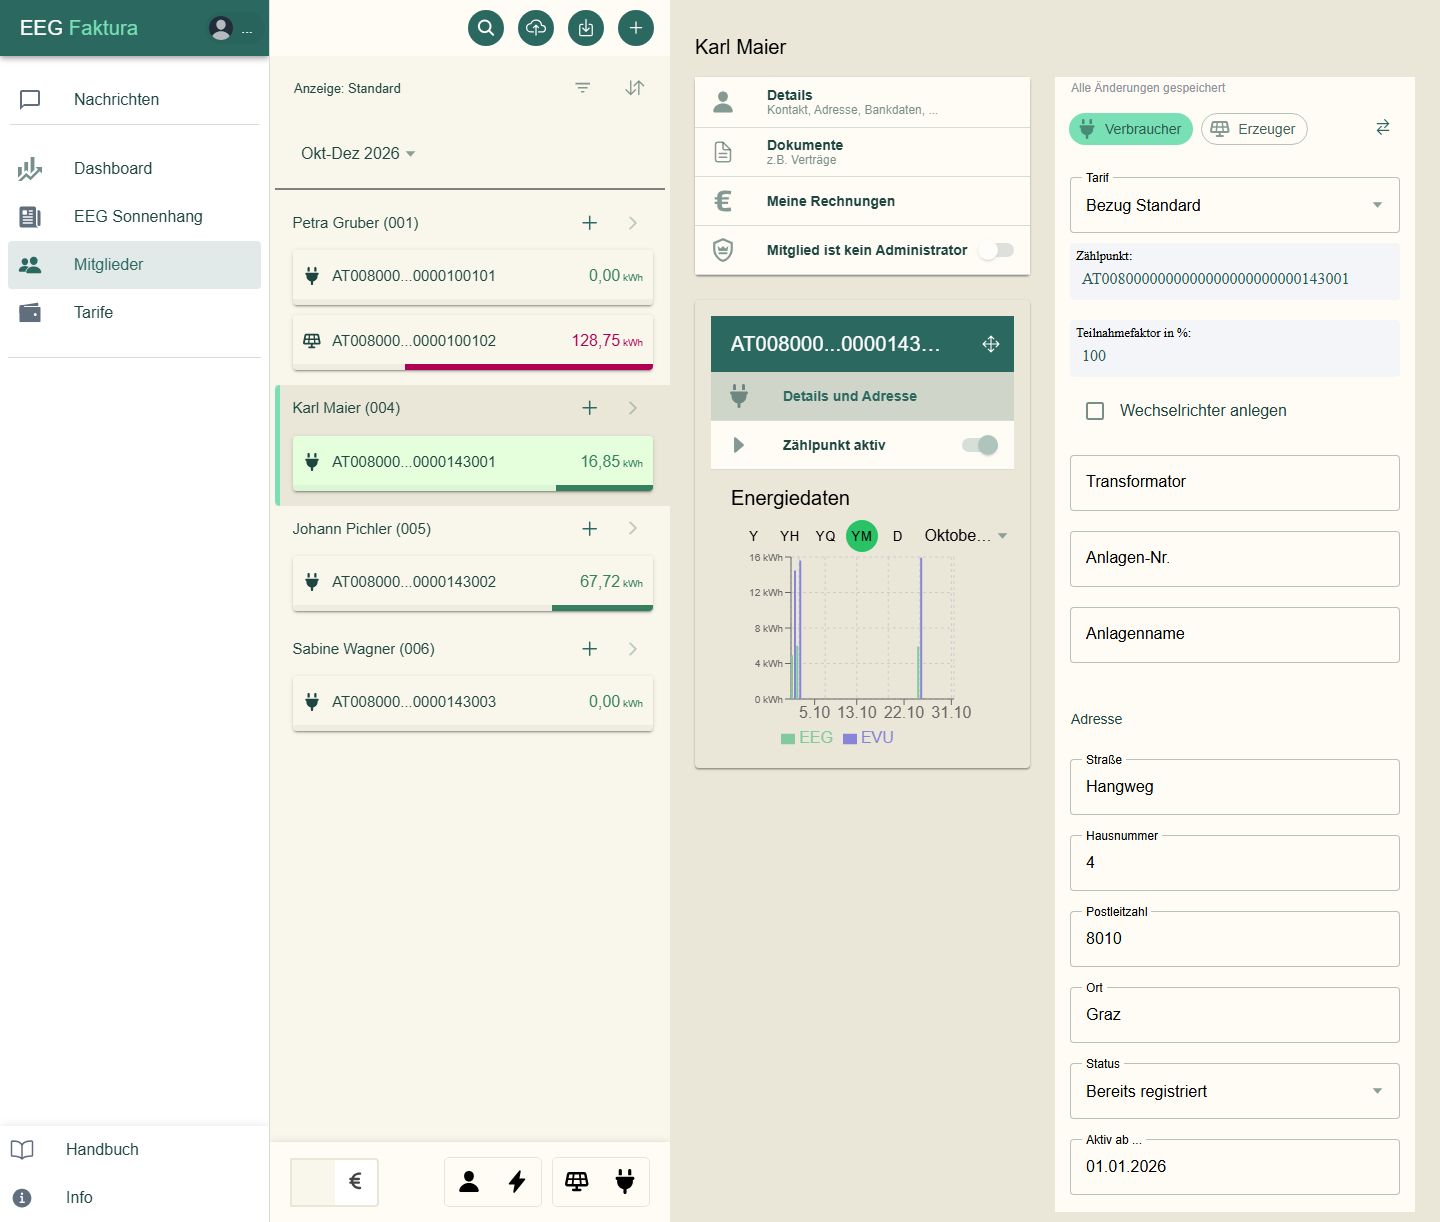 EEG Faktura
...
Nachrichten
Dashboard
EEG Sonnenhang
Mitglieder
Tarife
Handbuch
Info
Anzeige: Standard
Okt-Dez 2026
Petra Gruber (001)
AT008000...0000100101
0,00 kWh
AT008000...0000100102
128,75 kWh
Karl Maier (004)
AT008000...0000143001
16,85 kWh
Johann Pichler (005)
AT008000...0000143002
67,72 kWh
Sabine Wagner (006)
AT008000...0000143003
0,00 kWh
€
Karl Maier
Details
Kontakt, Adresse, Bankdaten, ...
Dokumente
z.B. Verträge
€ Meine Rechnungen
Mitglied ist kein Administrator
AT008000...0000143...
Details und Adresse
Zählpunkt aktiv
Energiedaten
Y YH YQ YM D Oktobe...
16 kWh
12 kWh
8 kWh
4 kWh
0 kWh
5.10 13.10 22.10 31.10
EEG EVU
Alle Änderungen gespeichert
Verbraucher Erzeuger
Tarif
Bezug Standard
Zählpunkt:
AT0080000000000000000000000143001
Teilnahmefaktor in %:
100
Wechselrichter anlegen
Transformator
Anlagen-Nr.
Anlagenname
Adresse
Straße
Hangweg
Hausnummer
4
Postleitzahl
8010
Ort
Graz
Status
Bereits registriert
Aktiv ab ...
01.01.2026